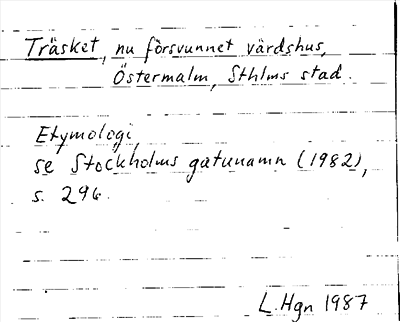 Träsket, nu försvunnet värdshus,
Östermalm, Sthlms stad.
Etymologi,
se Stockholms gatunamn (1982),
s. 296.
L.Hgn 1987